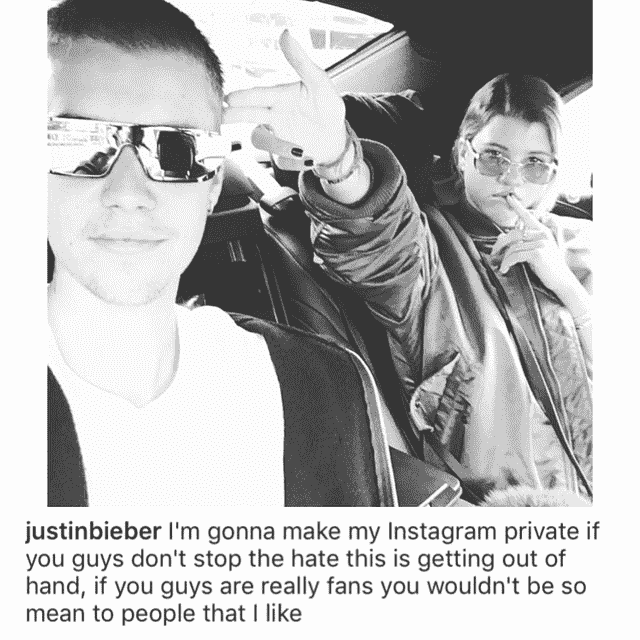 justinbieber I'm gonna make my Instagram private if
you guys don't stop the hate this is getting out of
hand, if you guys are really fans you wouldn't be so
mean to people that I like